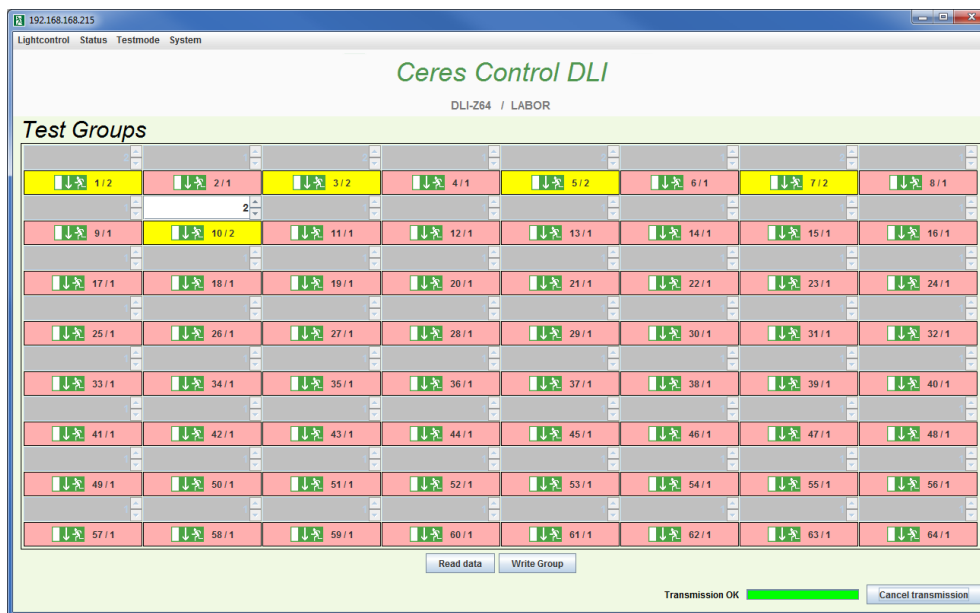 192.168.168.215
Lightcontrol Status Testmode System
Ceres Control DLI
DLI-Z64 / LABOR
Test Groups
1 / 2 2 / 1 3 / 2 4 / 1 5 / 2 6 / 1 7 / 2 8 / 1
2
9 / 1 10 / 2 11 / 1 12 / 1 13 / 1 14 / 1 15 / 1 16 / 1
17 / 1 18 / 1 19 / 1 20 / 1 21 / 1 22 / 1 23 / 1 24 / 1
25 / 1 26 / 1 27 / 1 28 / 1 29 / 1 30 / 1 31 / 1 32 / 1
33 / 1 34 / 1 35 / 1 36 / 1 37 / 1 38 / 1 39 / 1 40 / 1
41 / 1 42 / 1 43 / 1 44 / 1 45 / 1 46 / 1 47 / 1 48 / 1
49 / 1 50 / 1 51 / 1 52 / 1 53 / 1 54 / 1 55 / 1 56 / 1
57 / 1 58 / 1 59 / 1 60 / 1 61 / 1 62 / 1 63 / 1 64 / 1
Read data Write Group
Transmission OK Cancel transmission